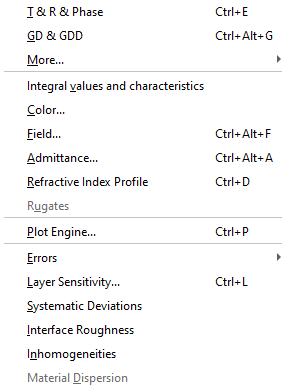 T & R & Phase Ctrl+E
GD & GDD Ctrl+Alt+G
More...
Integral values and characteristics
Color...
Field... Ctrl+Alt+F
Admittance... Ctrl+Alt+A
Refractive Index Profile Ctrl+D
Rugates
Plot Engine... Ctrl+P
Errors
Layer Sensitivity... Ctrl+L
Systematic Deviations
Interface Roughness
Inhomogeneities
Material Dispersion